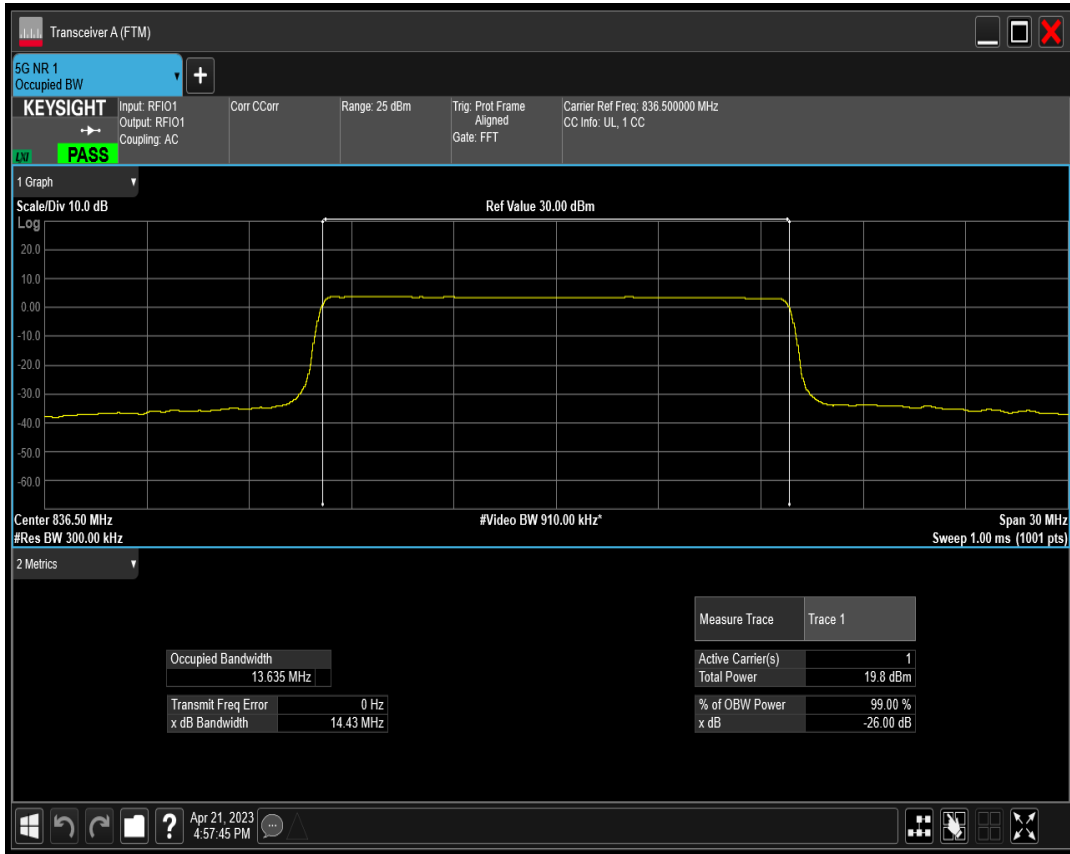 Transceiver A (FTM)
5G NR 1
Occupied BW
+
KEYSIGHT
LXI
PASS
Input: RFIO1
Output: RFIO1
Coupling: AC
Corr CCorr
Range: 25 dBm
Trig: Prot Frame
Aligned
Gate: FFT
Carrier Ref Freq: 836.500000 MHz
CC Info: UL, 1 CC
1 Graph
Scale/Div 10.0 dB
Ref Value 30.00 dBm
Log
20.0
10.0
0.00
-10.0
-20.0
-30.0
-40.0
-50.0
-60.0
Center 836.50 MHz
#Video BW 910.00 kHz*
Span 30 MHz
#Res BW 300.00 kHz
Sweep 1.00 ms (1001 pts)
2 Metrics
Measure Trace Trace 1
Occupied Bandwidth
13.635 MHz
Active Carrier(s) 1
Total Power 19.8 dBm
Transmit Freq Error 0 Hz
x dB Bandwidth 14.43 MHz
% of OBW Power 99.00 %
x dB -26.00 dB
?
Apr 21, 2023
4:57:45 PM